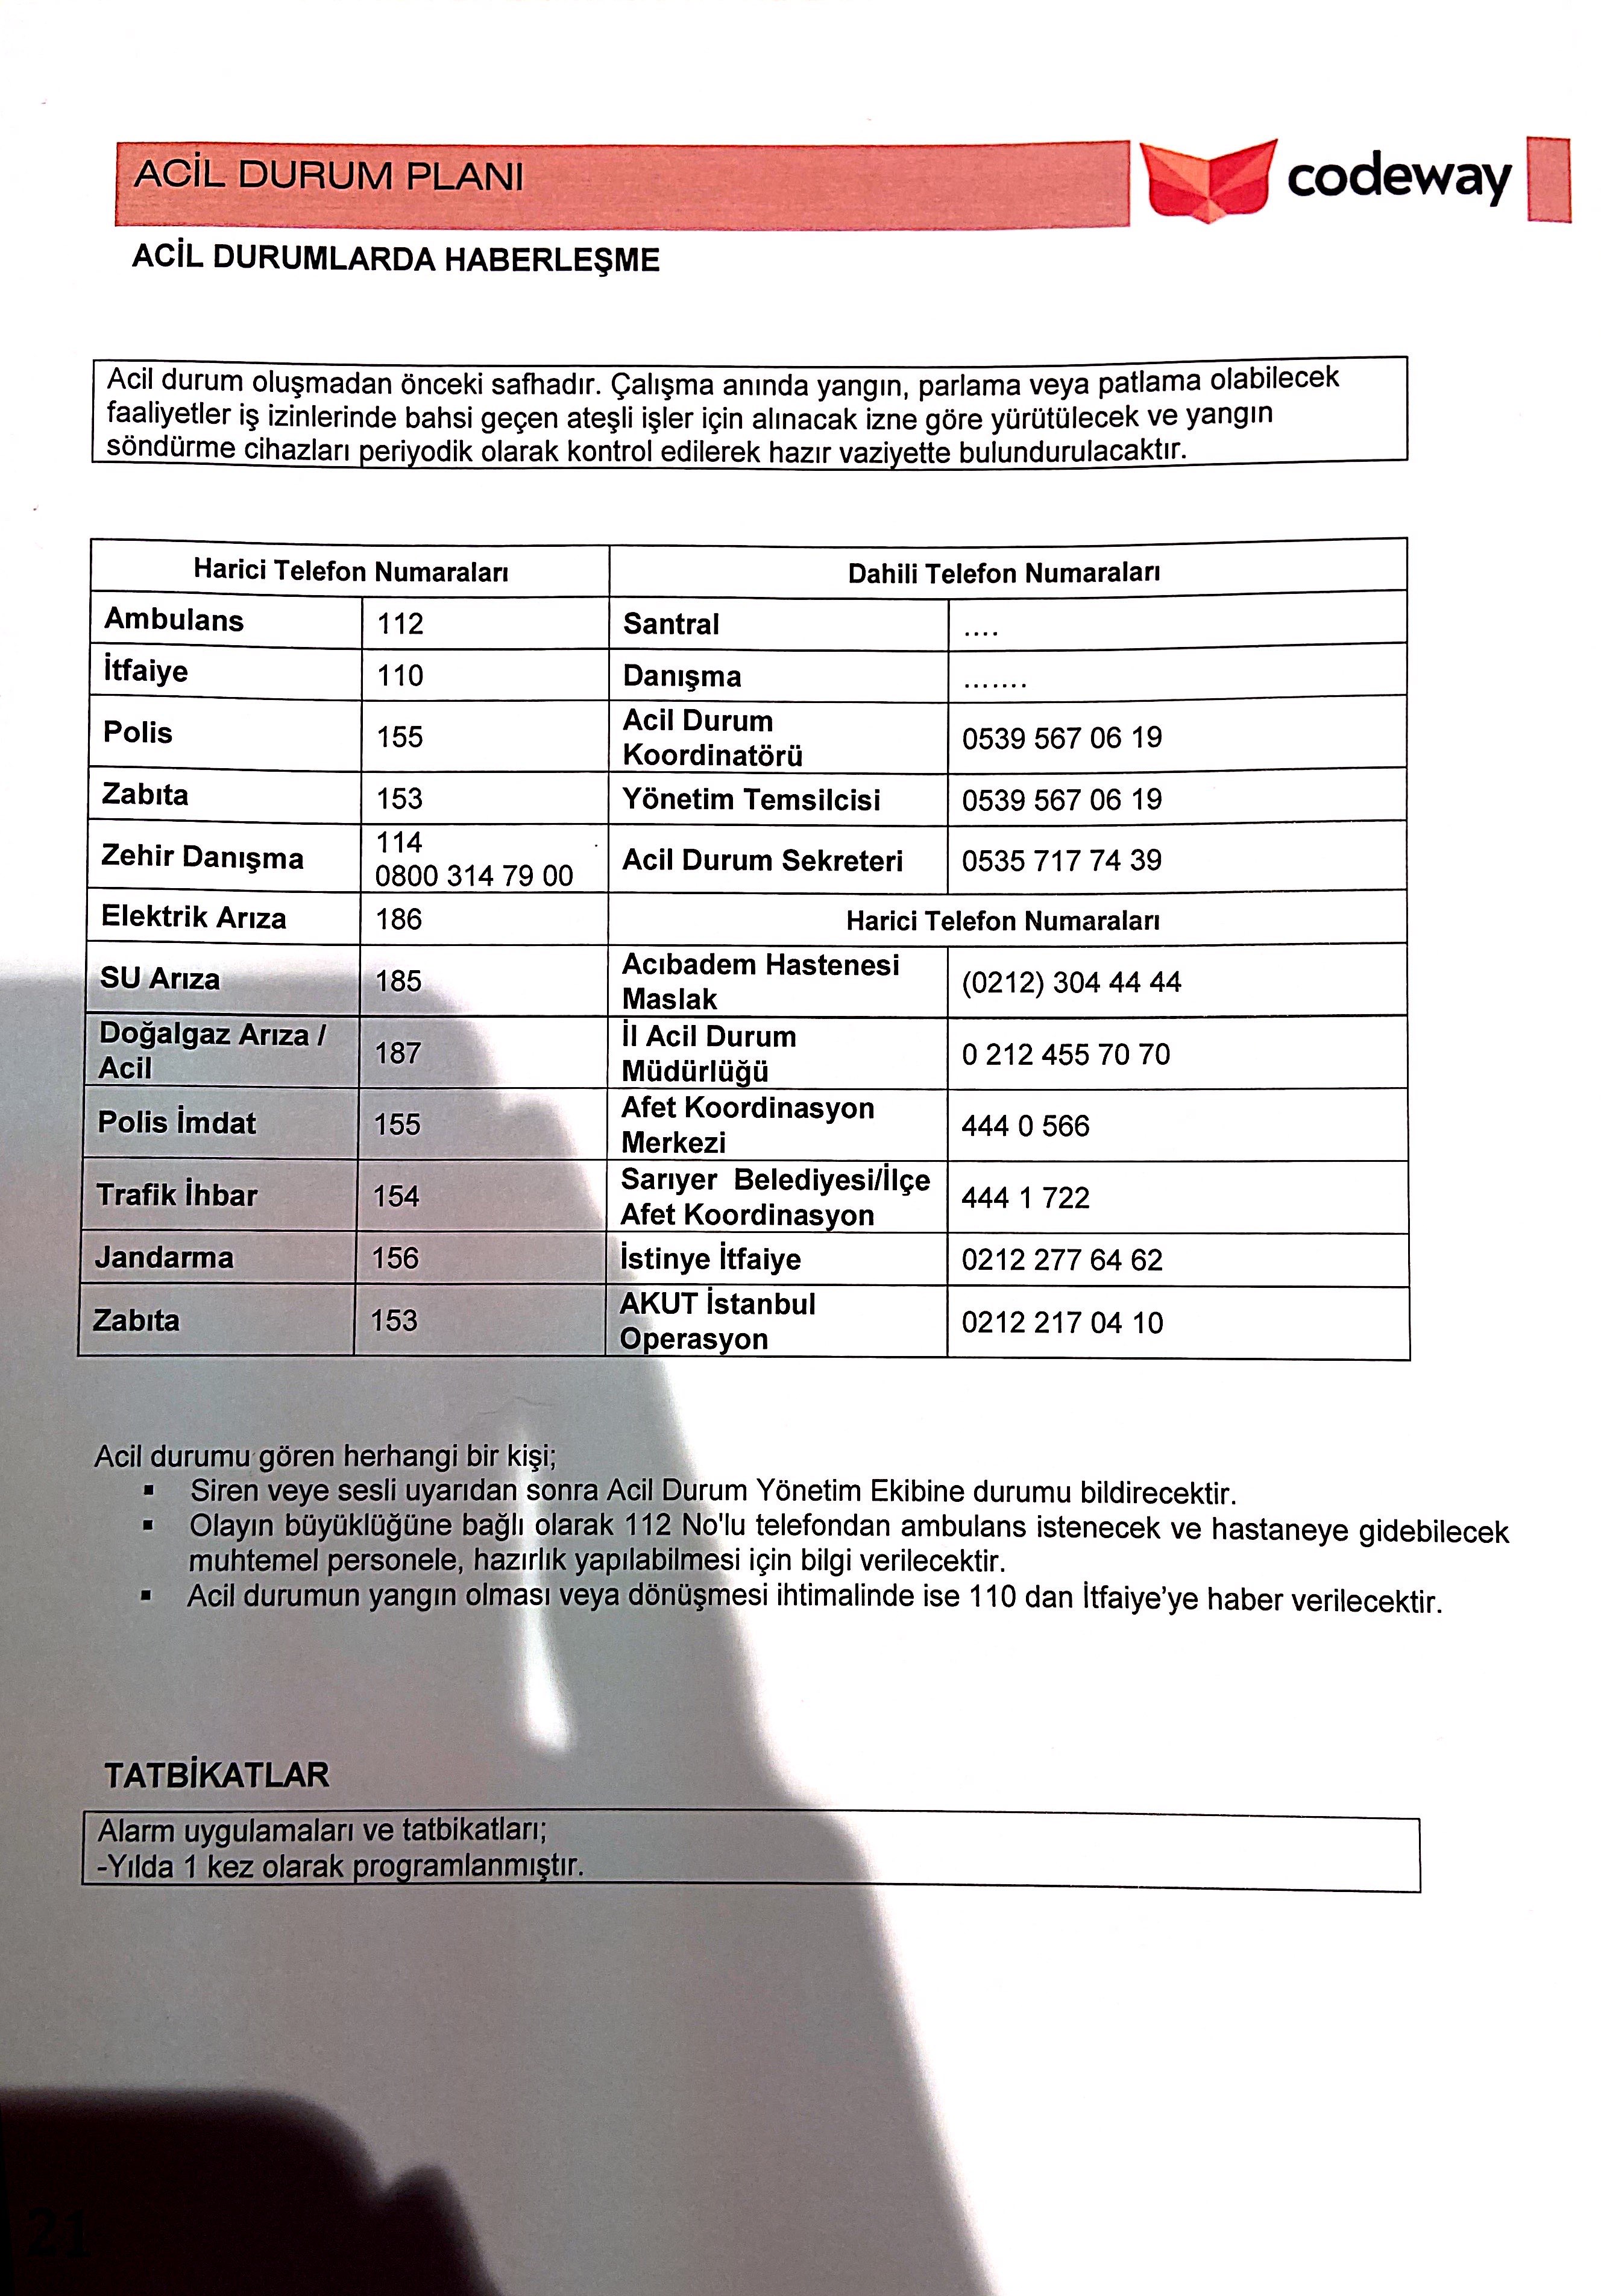 ACİL DURUM PLANI
codeway
ACİL DURUMLARDA HABERLEŞME
Acil durum oluşmadan önceki safhadır. Çalışma anında yangın, parlama veya patlama olabilecek
faaliyetler iş izinlerinde bahsi geçen ateşli işler için alınacak izne göre yürütülecek ve yangın
söndürme cihazları periyodik olarak kontrol edilerek hazır vaziyette bulundurulacaktır.
Harici Telefon Numaraları Dahili Telefon Numaraları
Ambulans 112 Santral ....
İtfaiye 110 Danışma .......
Polis 155 Acil Durum
Koordinatörü 0539 567 06 19
Zabıta 153 Yönetim Temsilcisi 0539 567 06 19
Zehir Danışma 114
0800 314 79 00 Acil Durum Sekreteri 0535 717 74 39
Elektrik Arıza 186 Harici Telefon Numaraları
SU Arıza 185 Acıbadem Hastenesi
Maslak (0212) 304 44 44
Doğalgaz Arıza /
Acil 187 İl Acil Durum
Müdürlüğü 0 212 455 70 70
Polis İmdat 155 Afet Koordinasyon
Merkezi 444 0 566
Trafik İhbar 154 Sarıyer Belediyesi/İlçe
Afet Koordinasyon 444 1 722
Jandarma 156 İstinye İtfaiye 0212 277 64 62
Zabıta 153 AKUT İstanbul
Operasyon 0212 217 04 10
Acil durumu gören herhangi bir kişi;
▪ Siren veye sesli uyarıdan sonra Acil Durum Yönetim Ekibine durumu bildirecektir.
▪ Olayın büyüklüğüne bağlı olarak 112 No'lu telefondan ambulans istenecek ve hastaneye gidebilecek
muhtemel personele, hazırlık yapılabilmesi için bilgi verilecektir.
▪ Acil durumun yangın olması veya dönüşmesi ihtimalinde ise 110 dan İtfaiye'ye haber verilecektir.
TATBİKATLAR
Alarm uygulamaları ve tatbikatları;
-Yılda 1 kez olarak programlanmıştır.
21